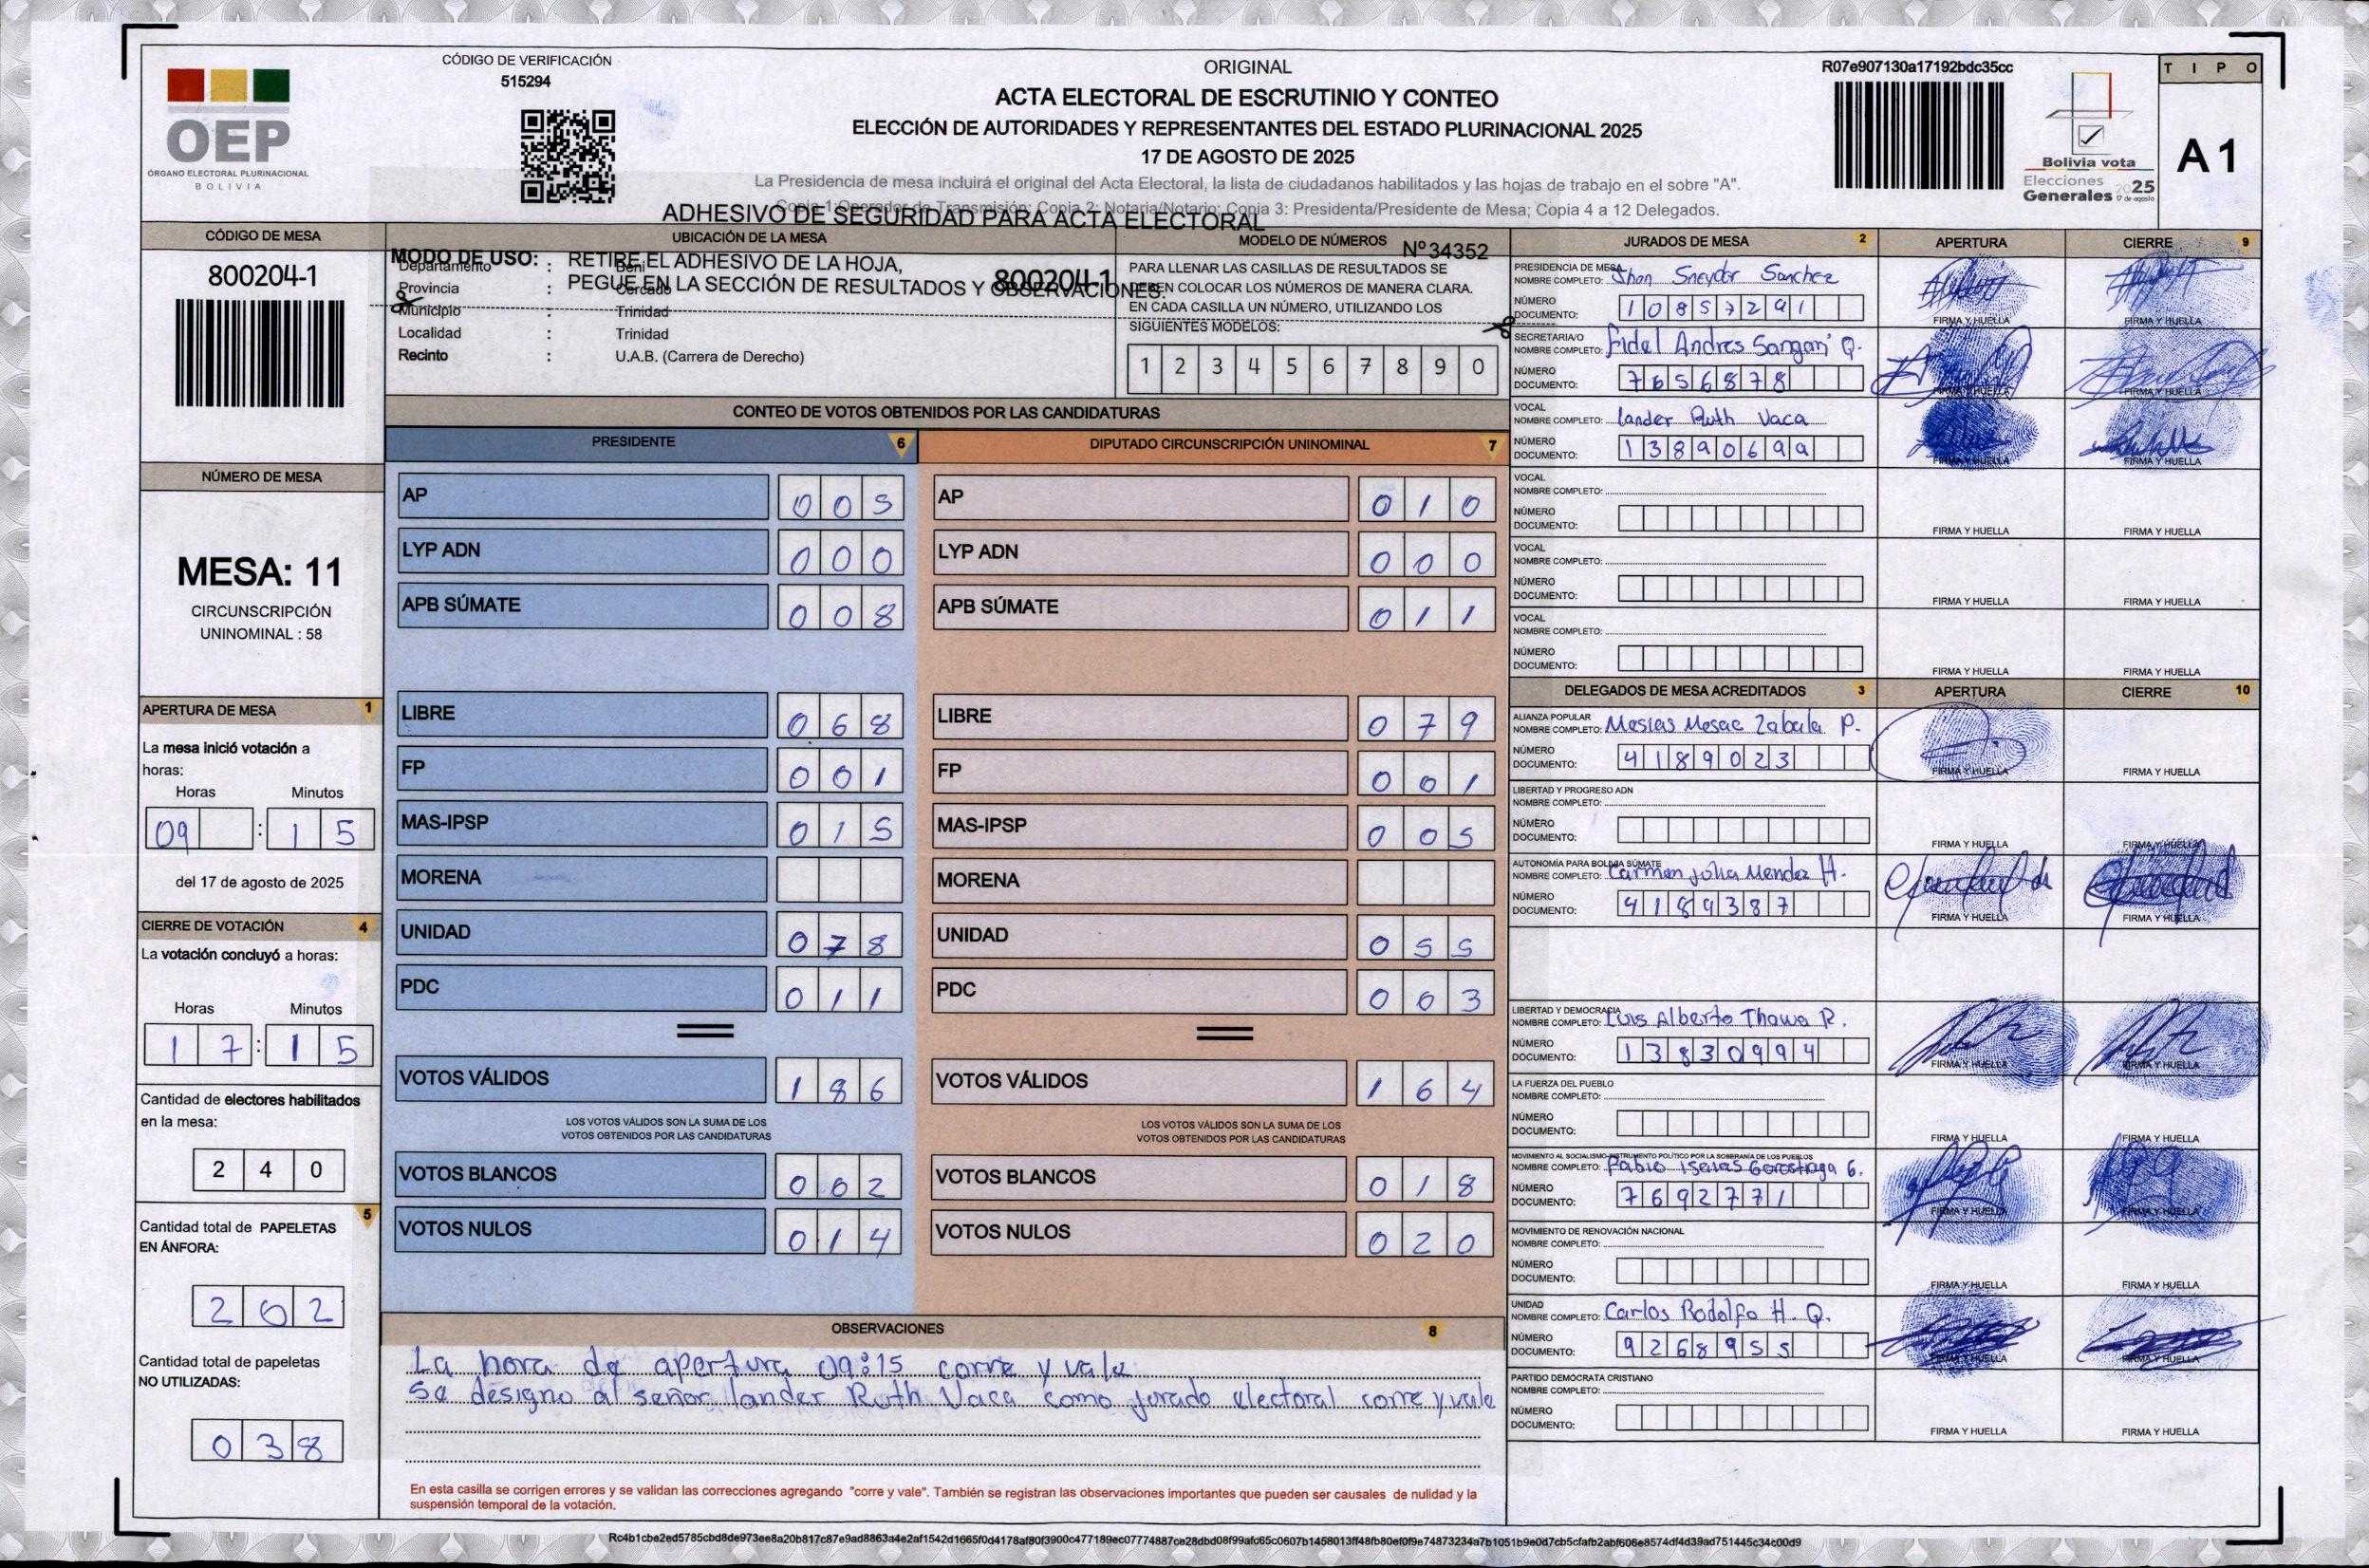 CÓDIGO DE VERIFICACIÓN
515294
OEP
ÓRGANO ELECTORAL PLURINACIONAL
BOLIVIA
ORIGINAL
ACTA ELECTORAL DE ESCRUTINIO Y CONTEO
ELECCIÓN DE AUTORIDADES Y REPRESENTANTES DEL ESTADO PLURINACIONAL 2025
17 DE AGOSTO DE 2025
La Presidencia de mesa incluirá el original del Acta Electoral, la lista de ciudadanos habilitados y las hojas de trabajo en el sobre "A".
Copia 1: Operador de Transmisión; Copia 2: Notaria/Notario; Copia 3: Presidenta/Presidente de Mesa; Copia 4 a 12 Delegados.
R07e907130a17192bdc35cc
Bolivia vota
Elecciones
Generales 2025
17 de agosto
TIPO
A1
ADHESIVO DE SEGURIDAD PARA ACTA ELECTORAL
Nº 34352
MODO DE USO: RETIRE EL ADHESIVO DE LA HOJA,
PEGUE EN LA SECCIÓN DE RESULTADOS Y OBSERVACIONES.
CÓDIGO DE MESA
800204-1
NÚMERO DE MESA
MESA: 11
CIRCUNSCRIPCIÓN
UNINOMINAL : 58
APERTURA DE MESA 1
La mesa inició votación a
horas:
Horas Minutos
09 : 15
del 17 de agosto de 2025
CIERRE DE VOTACIÓN 4
La votación concluyó a horas:
Horas Minutos
17 : 15
Cantidad de electores habilitados
en la mesa:
240
5
Cantidad total de PAPELETAS
EN ÁNFORA:
202
Cantidad total de papeletas
NO UTILIZADAS:
038
UBICACIÓN DE LA MESA
Departamento : Beni
Provincia : Cercado
Municipio : Trinidad
Localidad : Trinidad
Recinto : U.A.B. (Carrera de Derecho)
800204-1
MODELO DE NÚMEROS
PARA LLENAR LAS CASILLAS DE RESULTADOS SE
DEBEN COLOCAR LOS NÚMEROS DE MANERA CLARA.
EN CADA CASILLA UN NÚMERO, UTILIZANDO LOS
SIGUIENTES MODELOS:
1 2 3 4 5 6 7 8 9 0
CONTEO DE VOTOS OBTENIDOS POR LAS CANDIDATURAS
PRESIDENTE 6
AP 005
LYP ADN 000
APB SÚMATE 008
LIBRE 068
FP 001
MAS-IPSP 015
MORENA
UNIDAD 078
PDC 011
VOTOS VÁLIDOS 186
LOS VOTOS VÁLIDOS SON LA SUMA DE LOS
VOTOS OBTENIDOS POR LAS CANDIDATURAS
VOTOS BLANCOS 002
VOTOS NULOS 014
DIPUTADO CIRCUNSCRIPCIÓN UNINOMINAL 7
AP 010
LYP ADN 000
APB SÚMATE 011
LIBRE 079
FP 001
MAS-IPSP 005
MORENA
UNIDAD 055
PDC 003
VOTOS VÁLIDOS 164
LOS VOTOS VÁLIDOS SON LA SUMA DE LOS
VOTOS OBTENIDOS POR LAS CANDIDATURAS
VOTOS BLANCOS 018
VOTOS NULOS 020
OBSERVACIONES 8
La hora de apertura 09:15 corre y vale
Se designo al señor lander Ruth Vaca como jurado electoral corre y vale
En esta casilla se corrigen errores y se validan las correcciones agregando "corre y vale". También se registran las observaciones importantes que pueden ser causales de nulidad y la
suspensión temporal de la votación.
JURADOS DE MESA 2 APERTURA CIERRE 9
PRESIDENCIA DE MESA
NOMBRE COMPLETO: Jhon Sneyder Sanchez
NÚMERO
DOCUMENTO: 10857291
FIRMA Y HUELLA FIRMA Y HUELLA
SECRETARIA/O
NOMBRE COMPLETO: Fidel Andres Sangari Q.
NÚMERO
DOCUMENTO: 7656878
FIRMA Y HUELLA FIRMA Y HUELLA
VOCAL
NOMBRE COMPLETO: lander Ruth Vaca
NÚMERO
DOCUMENTO: 13890699
FIRMA Y HUELLA FIRMA Y HUELLA
VOCAL
NOMBRE COMPLETO:
NÚMERO
DOCUMENTO:
FIRMA Y HUELLA FIRMA Y HUELLA
VOCAL
NOMBRE COMPLETO:
NÚMERO
DOCUMENTO:
FIRMA Y HUELLA FIRMA Y HUELLA
VOCAL
NOMBRE COMPLETO:
NÚMERO
DOCUMENTO:
FIRMA Y HUELLA FIRMA Y HUELLA
DELEGADOS DE MESA ACREDITADOS 3 APERTURA CIERRE 10
ALIANZA POPULAR
NOMBRE COMPLETO: Mesias Mesac Zabala P.
NÚMERO
DOCUMENTO: 4189023
FIRMA Y HUELLA FIRMA Y HUELLA
LIBERTAD Y PROGRESO ADN
NOMBRE COMPLETO:
NÚMERO
DOCUMENTO:
FIRMA Y HUELLA FIRMA Y HUELLA
AUTONOMÍA PARA BOLIVIA SÚMATE
NOMBRE COMPLETO: Carmen Julia Mendez H.
NÚMERO
DOCUMENTO: 4189387
FIRMA Y HUELLA FIRMA Y HUELLA
LIBERTAD Y DEMOCRACIA
NOMBRE COMPLETO: Luis Alberto Thowa R.
NÚMERO
DOCUMENTO: 13830994
FIRMA Y HUELLA FIRMA Y HUELLA
LA FUERZA DEL PUEBLO
NOMBRE COMPLETO:
NÚMERO
DOCUMENTO:
FIRMA Y HUELLA FIRMA Y HUELLA
MOVIMIENTO AL SOCIALISMO-INSTRUMENTO POLÍTICO POR LA SOBERANÍA DE LOS PUEBLOS
NOMBRE COMPLETO: Pablo Gorostiaga G.
NÚMERO
DOCUMENTO: 7692771
FIRMA Y HUELLA FIRMA Y HUELLA
MOVIMIENTO DE RENOVACIÓN NACIONAL
NOMBRE COMPLETO:
NÚMERO
DOCUMENTO:
FIRMA Y HUELLA FIRMA Y HUELLA
UNIDAD
NOMBRE COMPLETO: Carlos Rodolfo H. Q.
NÚMERO
DOCUMENTO: 9268955
FIRMA Y HUELLA FIRMA Y HUELLA
PARTIDO DEMÓCRATA CRISTIANO
NOMBRE COMPLETO:
NÚMERO
DOCUMENTO:
FIRMA Y HUELLA FIRMA Y HUELLA